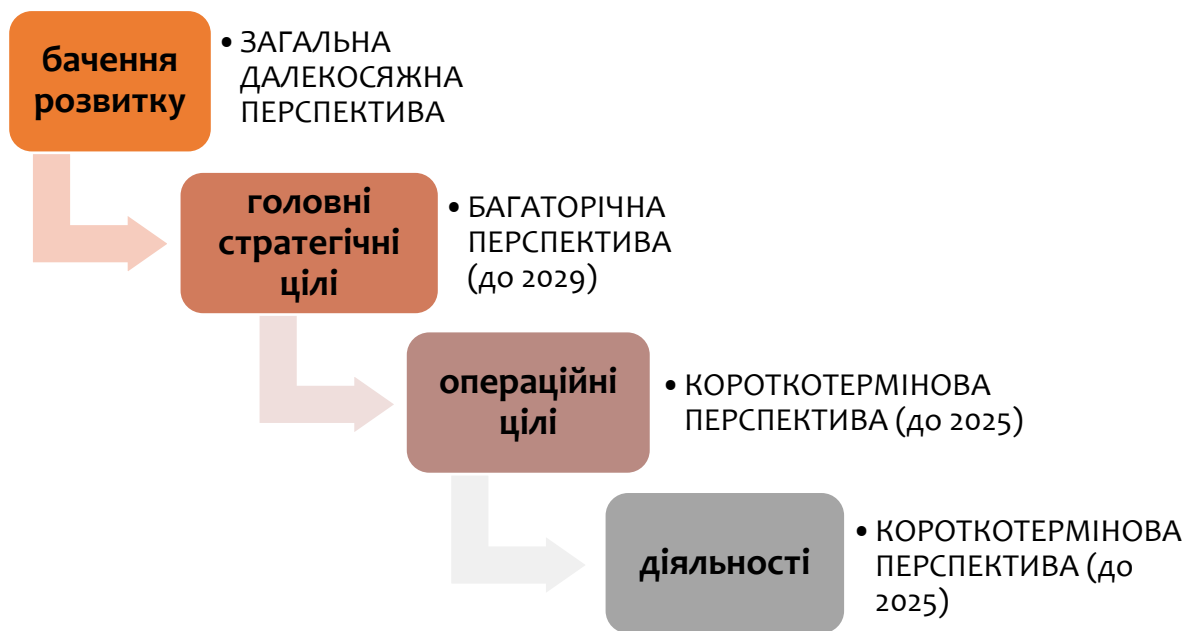 бачення
розвитку
• ЗАГАЛЬНА
ДАЛЕКОСЯЖНА
ПЕРСПЕКТИВА
головні
стратегічні
цілі
• БАГАТОРІЧНА
ПЕРСПЕКТИВА
(до 2029)
операційні
цілі
• КОРОТКОТЕРМІНОВА
ПЕРСПЕКТИВА (до 2025)
діяльності
• КОРОТКОТЕРМІНОВА
ПЕРСПЕКТИВА (до
2025)